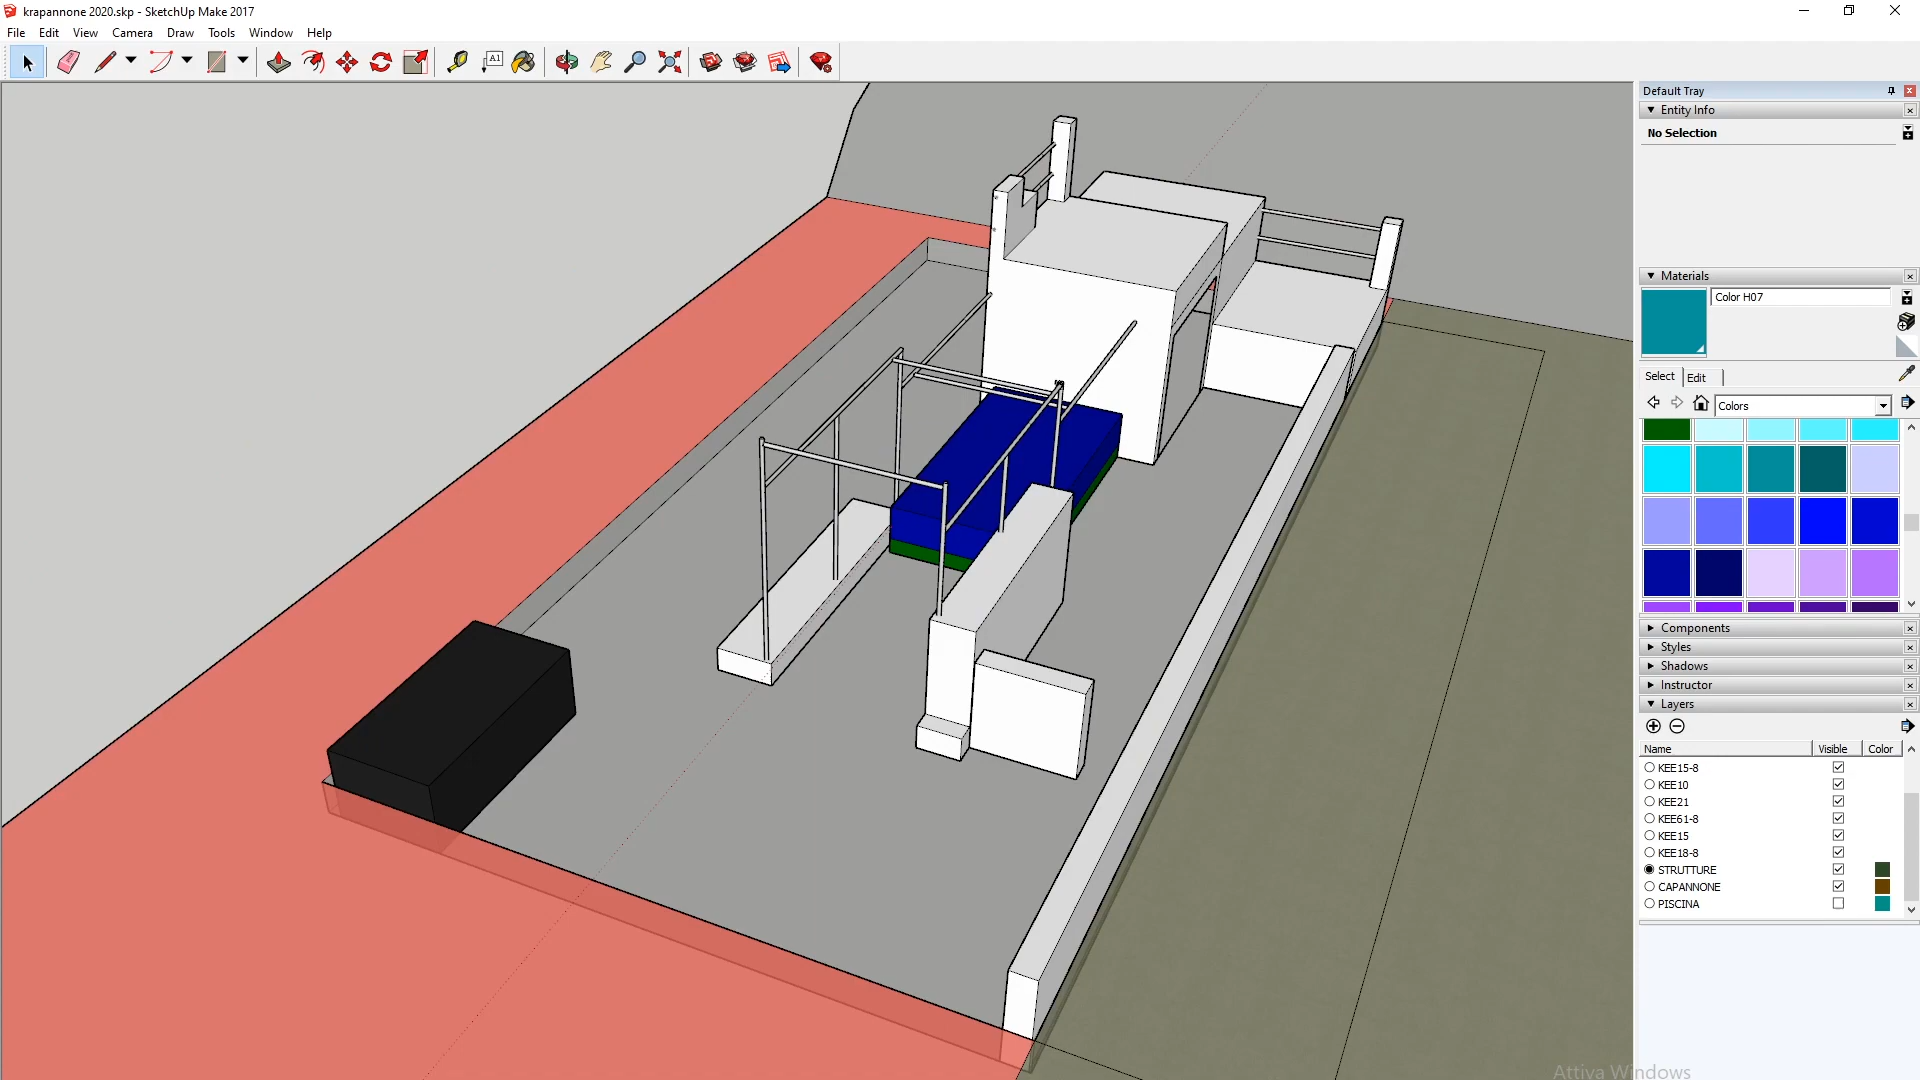 krapannone 2020.skp - SketchUp Make 2017
File Edit View Camera Draw Tools Window Help
A1
Default Tray
Entity Info
No Selection
Materials
Color H07
Select Edit
Colors
Components
Styles
Shadows
Instructor
Layers
Name Visible Color
KEE15-8
KEE10
KEE21
KEE61-8
KEE15
KEE18-8
STRUTTURE
CAPANNONE
PISCINA
Attiva Windows